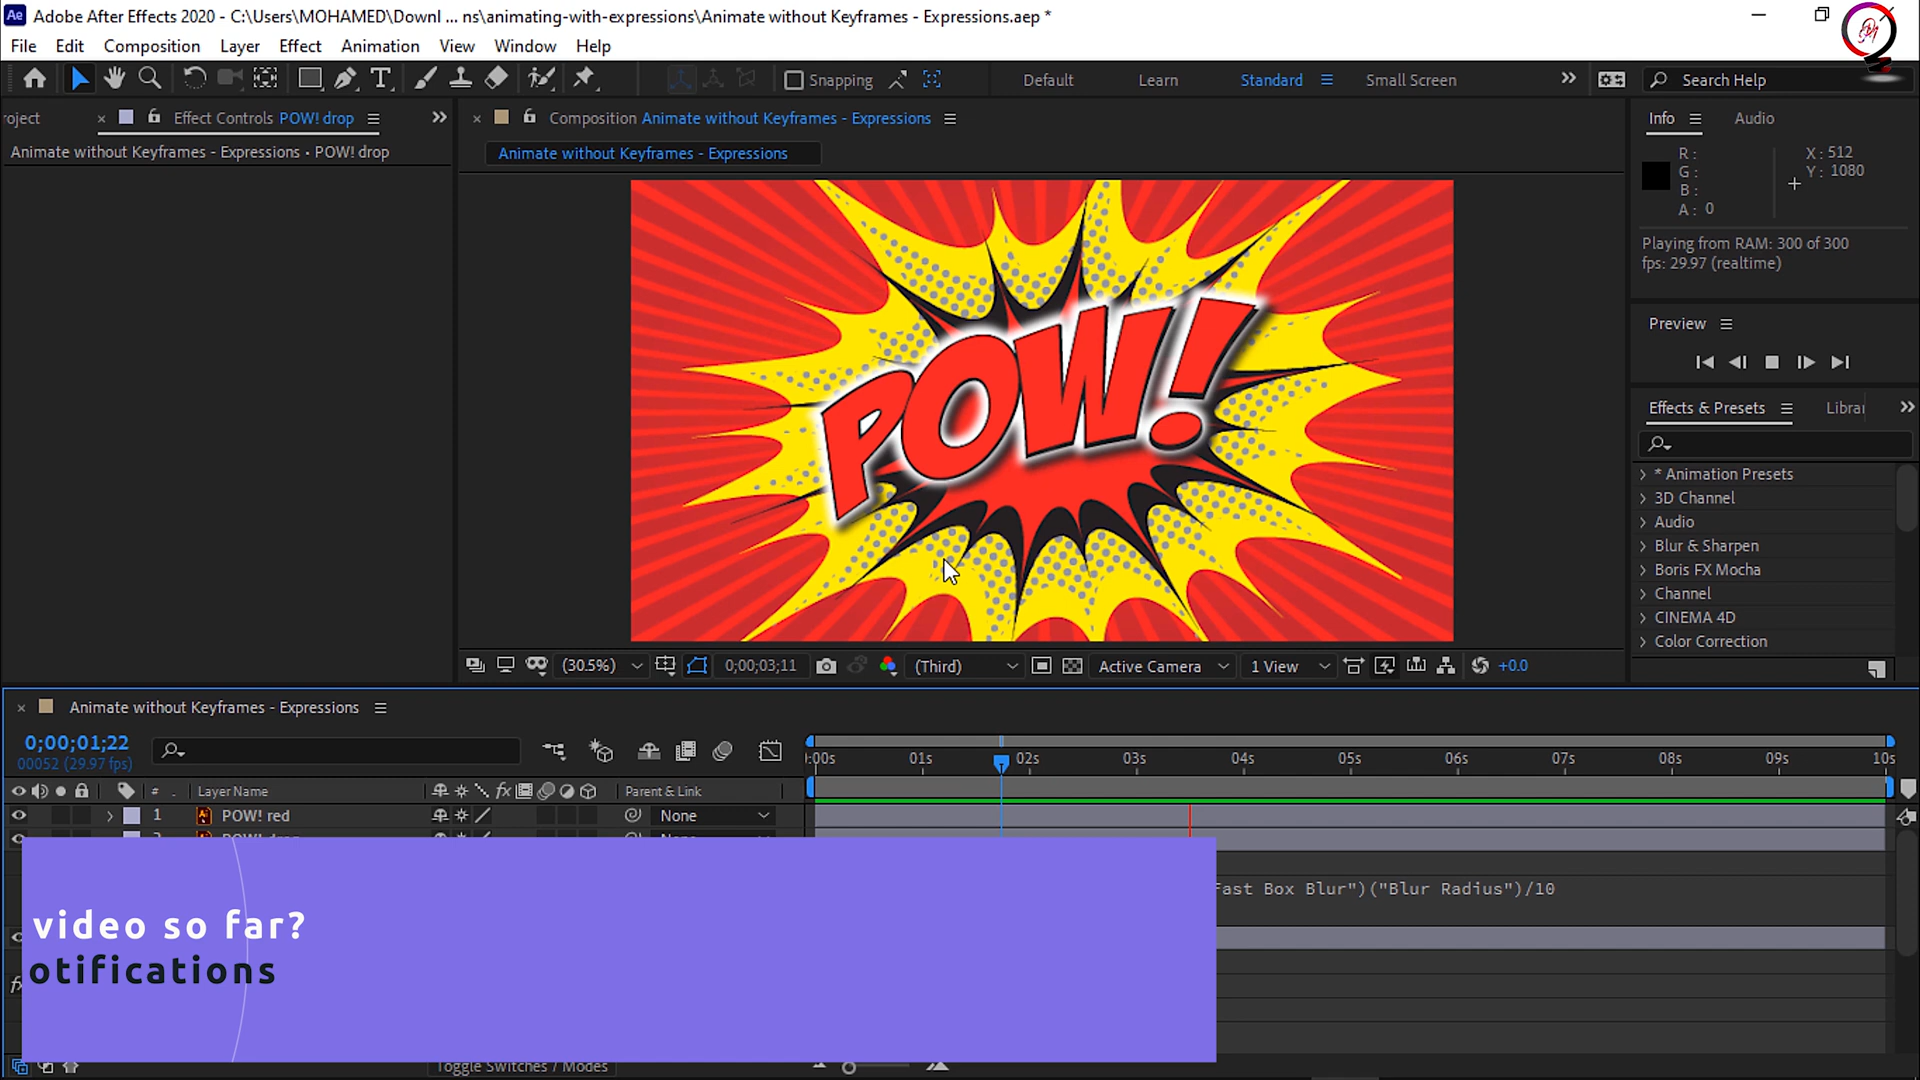 Adobe After Effects 2020 - C:\Users\MOHAMED\Downl ... ns\animating-with-expressions\Animate without Keyframes - Expressions.aep *
File Edit Composition Layer Effect Animation View Window Help
Snapping Default Learn Standard Small Screen Search Help
roject Effect Controls POW! drop
Animate without Keyframes - Expressions • POW! drop
Composition Animate without Keyframes - Expressions
Animate without Keyframes - Expressions
POW!
Info Audio
R : X : 512
G : Y : 1080
B :
A : 0
Playing from RAM: 300 of 300
fps: 29.97 (realtime)
Preview
Effects & Presets Librar
* Animation Presets
3D Channel
Audio
Blur & Sharpen
Boris FX Mocha
Channel
CINEMA 4D
Color Correction
(30.5%) 0;00;03;11 (Third) Active Camera 1 View +0.0
Animate without Keyframes - Expressions
0;00;01;22
00052 (29.97 fps)
:00s 01s 02s 03s 04s 05s 06s 07s 08s 09s 10s
# Layer Name Parent & Link
1 POW! red None
Fast Box Blur")("Blur Radius")/10
video so far?
otifications
Toggle Switches / Modes